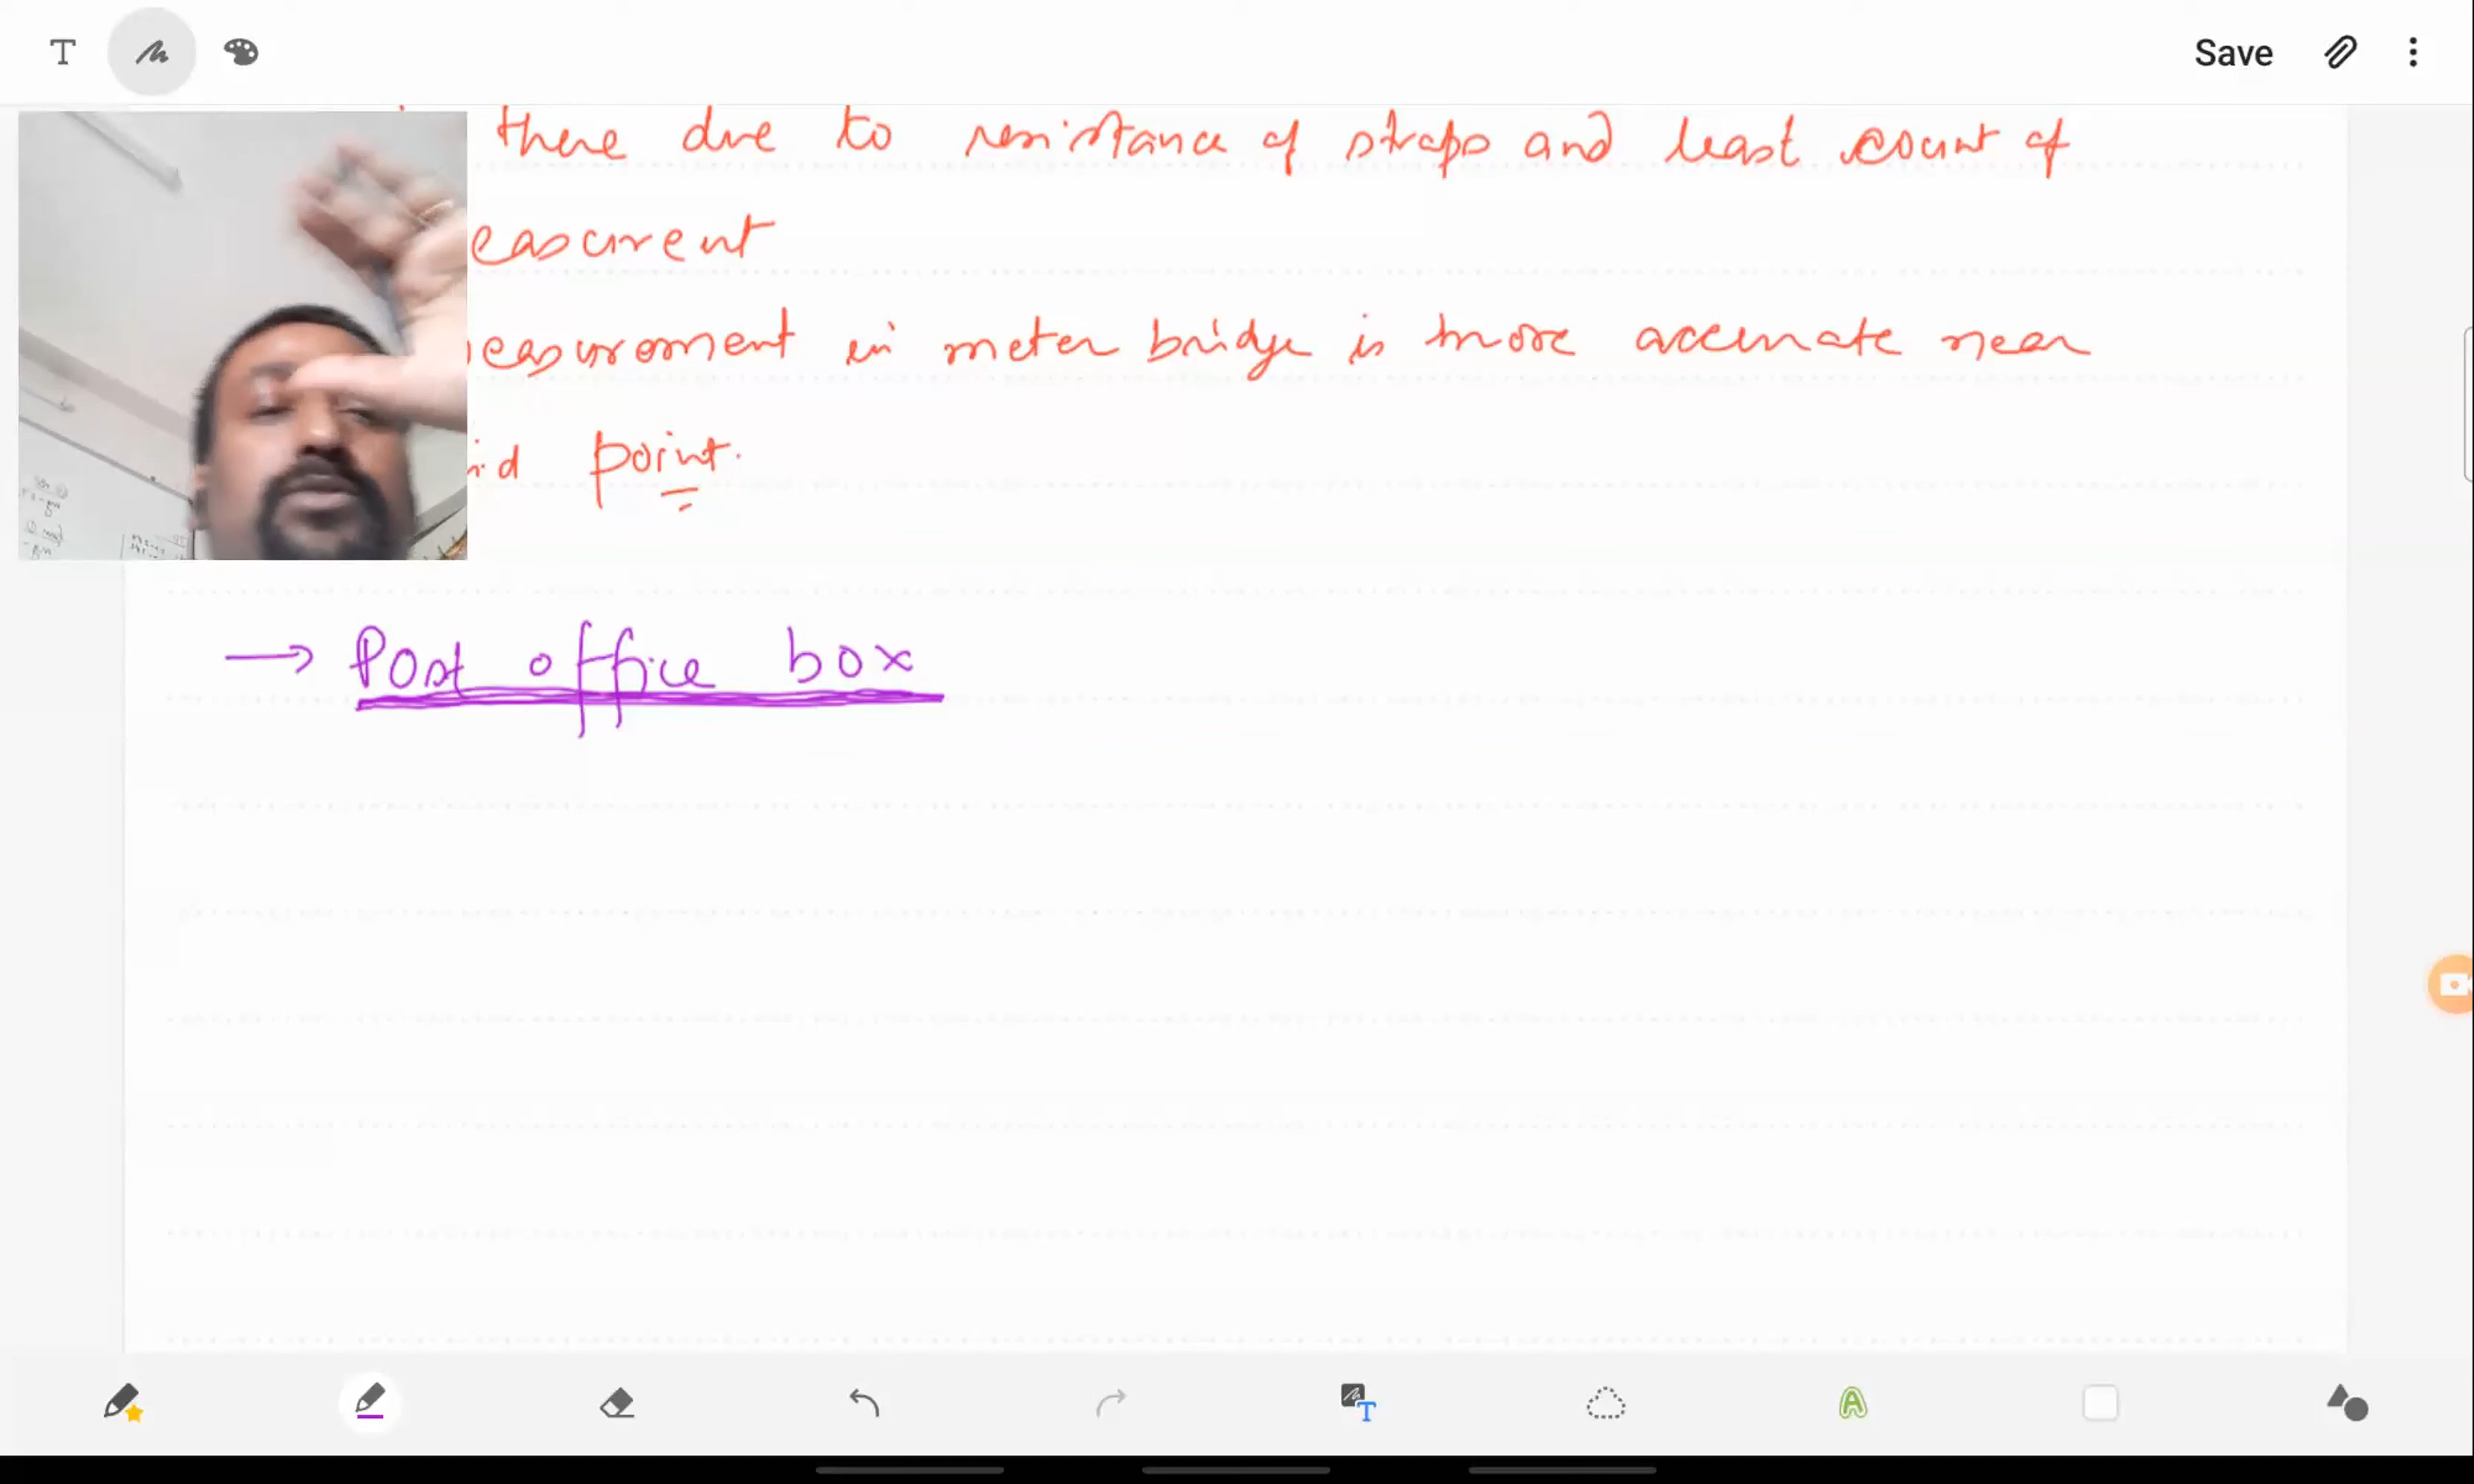 Save
there due to resistance of straps and least count of
easurent
easurement in meter bridge is more accurate near
id point.
→ Post office box